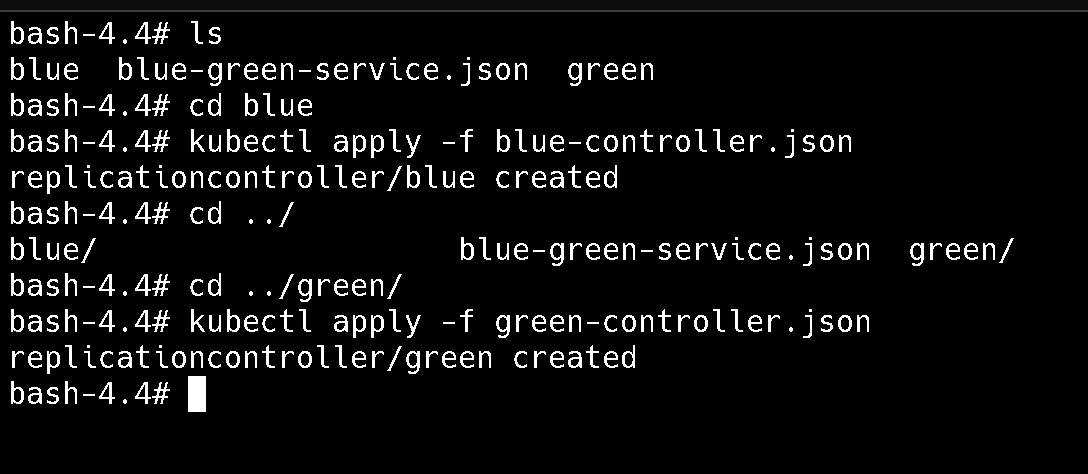 bash-4.4# ls
blue  blue-green-service.json  green
bash-4.4# cd blue
bash-4.4# kubectl apply -f blue-controller.json
replicationcontroller/blue created
bash-4.4# cd ../
blue/                    blue-green-service.json  green/
bash-4.4# cd ../green/
bash-4.4# kubectl apply -f green-controller.json
replicationcontroller/green created
bash-4.4#